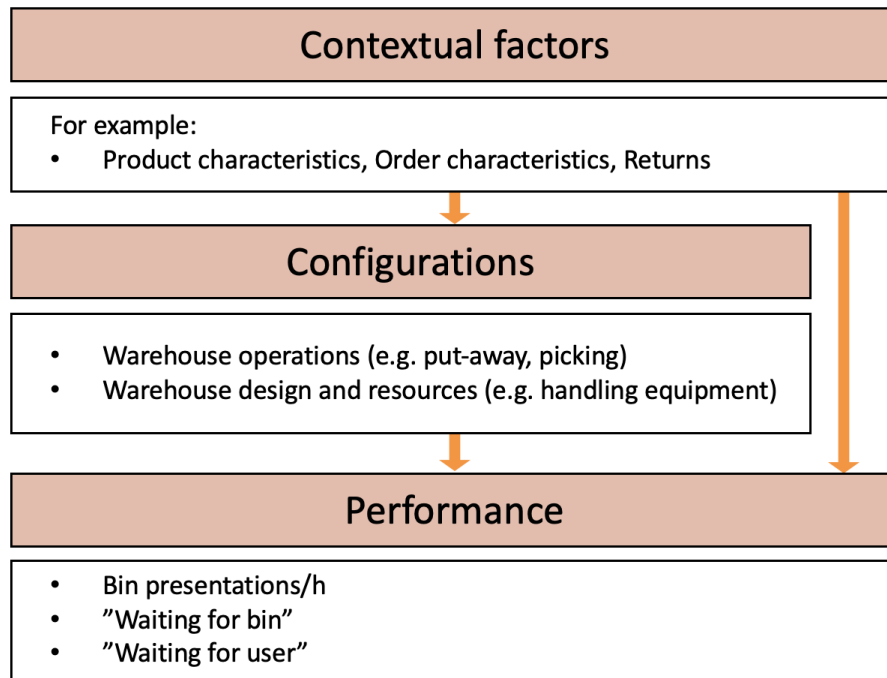 Contextual factors
For example:
• Product characteristics, Order characteristics, Returns
Configurations
• Warehouse operations (e.g. put-away, picking)
• Warehouse design and resources (e.g. handling equipment)
Performance
• Bin presentations/h
• ”Waiting for bin”
• ”Waiting for user”